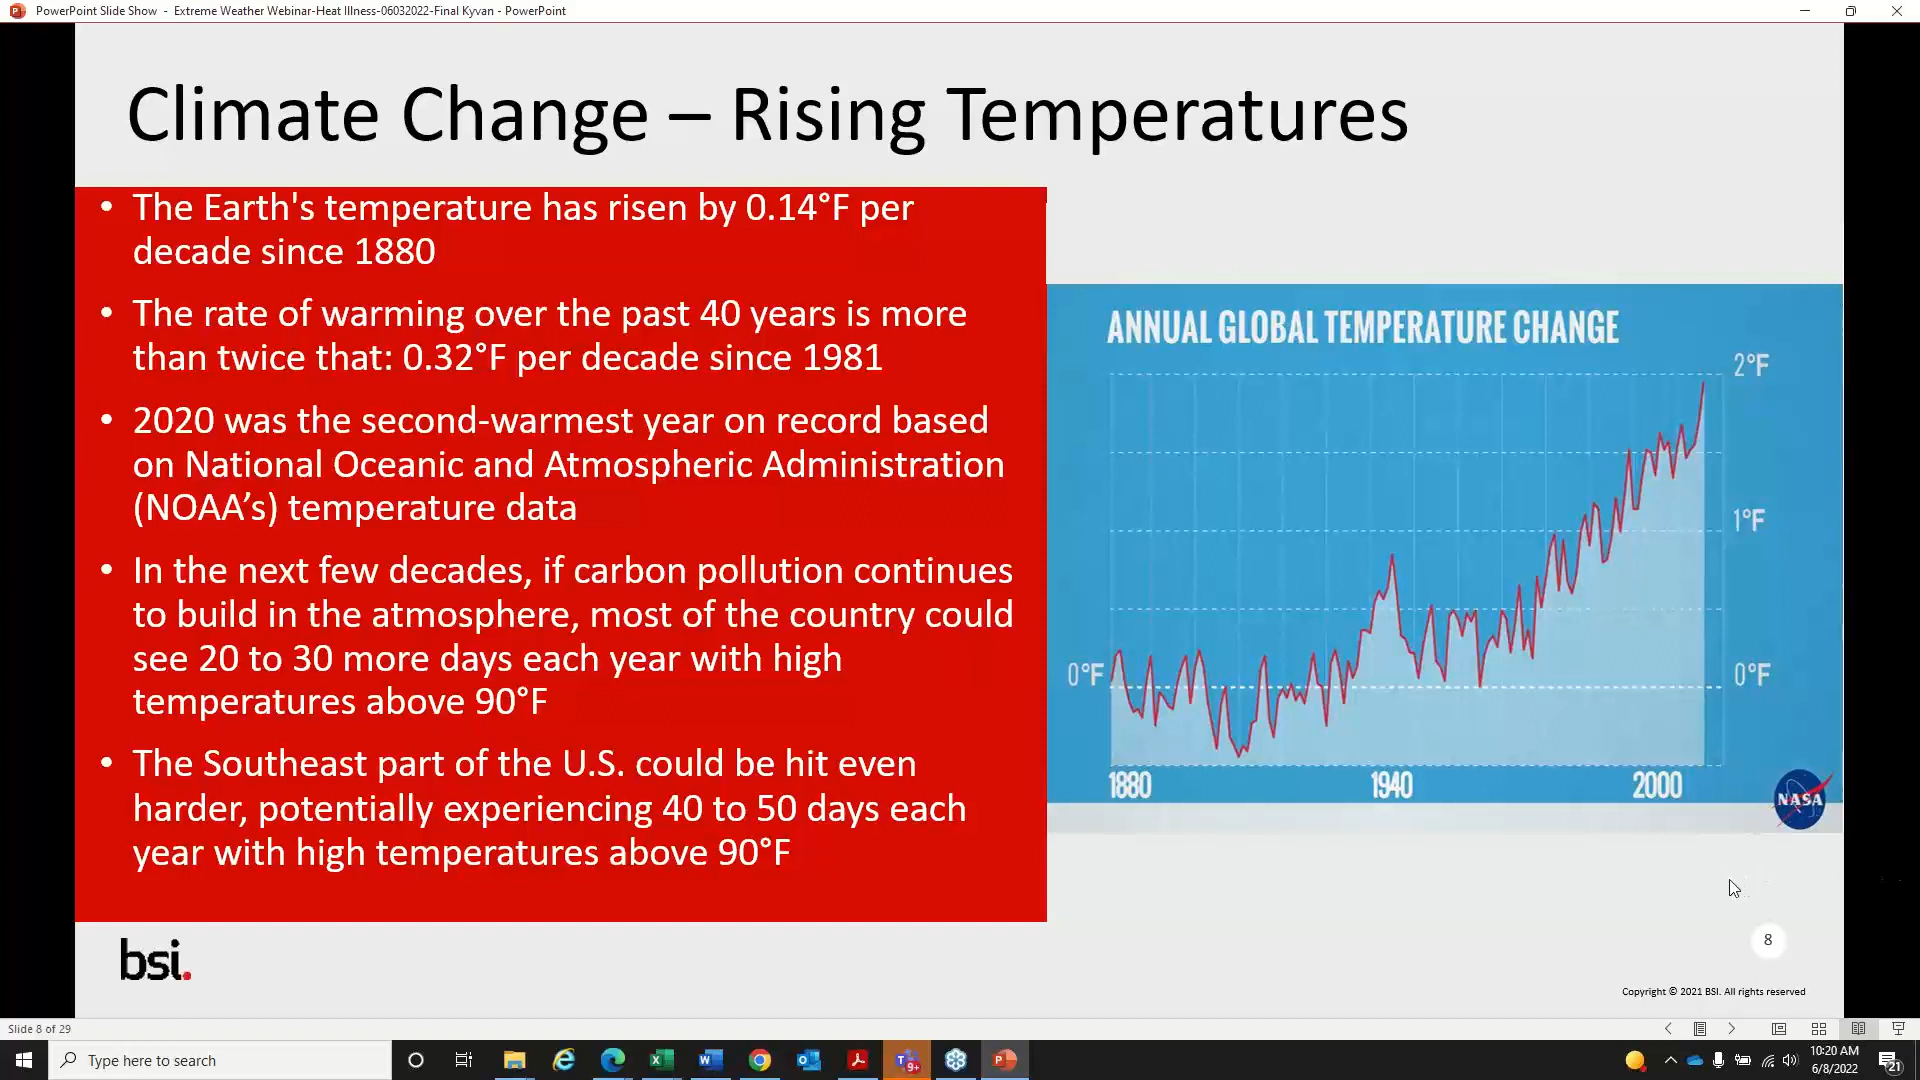 PowerPoint Slide Show - Extreme Weather Webinar-Heat Illness-06032022-Final Kyvan - PowerPoint
Climate Change – Rising Temperatures
• The Earth's temperature has risen by 0.14°F per
decade since 1880
• The rate of warming over the past 40 years is more
than twice that: 0.32°F per decade since 1981
• 2020 was the second-warmest year on record based
on National Oceanic and Atmospheric Administration
(NOAA’s) temperature data
• In the next few decades, if carbon pollution continues
to build in the atmosphere, most of the country could
see 20 to 30 more days each year with high
temperatures above 90°F
• The Southeast part of the U.S. could be hit even
harder, potentially experiencing 40 to 50 days each
year with high temperatures above 90°F
ANNUAL GLOBAL TEMPERATURE CHANGE
2°F
1°F
0°F
0°F
1880
1940
2000
NASA
bsi.
8
Copyright © 2021 BSI. All rights reserved
Slide 8 of 29
Type here to search
9+
10:20 AM
6/8/2022
21